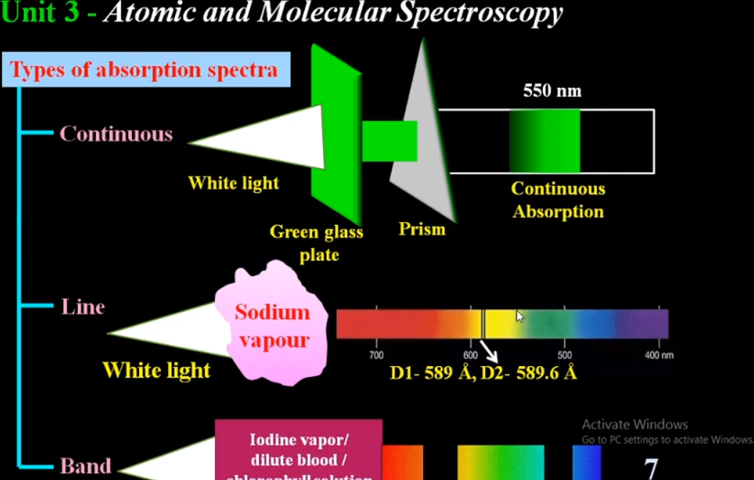 Unit 3 - Atomic and Molecular Spectroscopy
Types of absorption spectra
550 nm
Continuous
White light
Green glass
plate
Prism
Continuous
Absorption
Line
Sodium
vapour
White light
700
600
500
400 nm
D1- 589 Å, D2- 589.6 Å
Activate Windows
Go to PC settings to activate Windows.
Band
Iodine vapor/
dilute blood /
chlorophyll solution
7